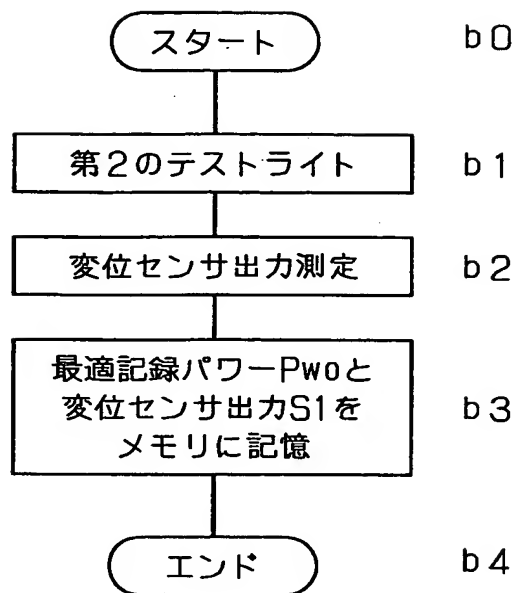 スタート b0
第2のテストライト b1
変位センサ出力測定 b2
最適記録パワーPwoと
変位センサ出力S1を b3
メモリに記憶
エンド b4